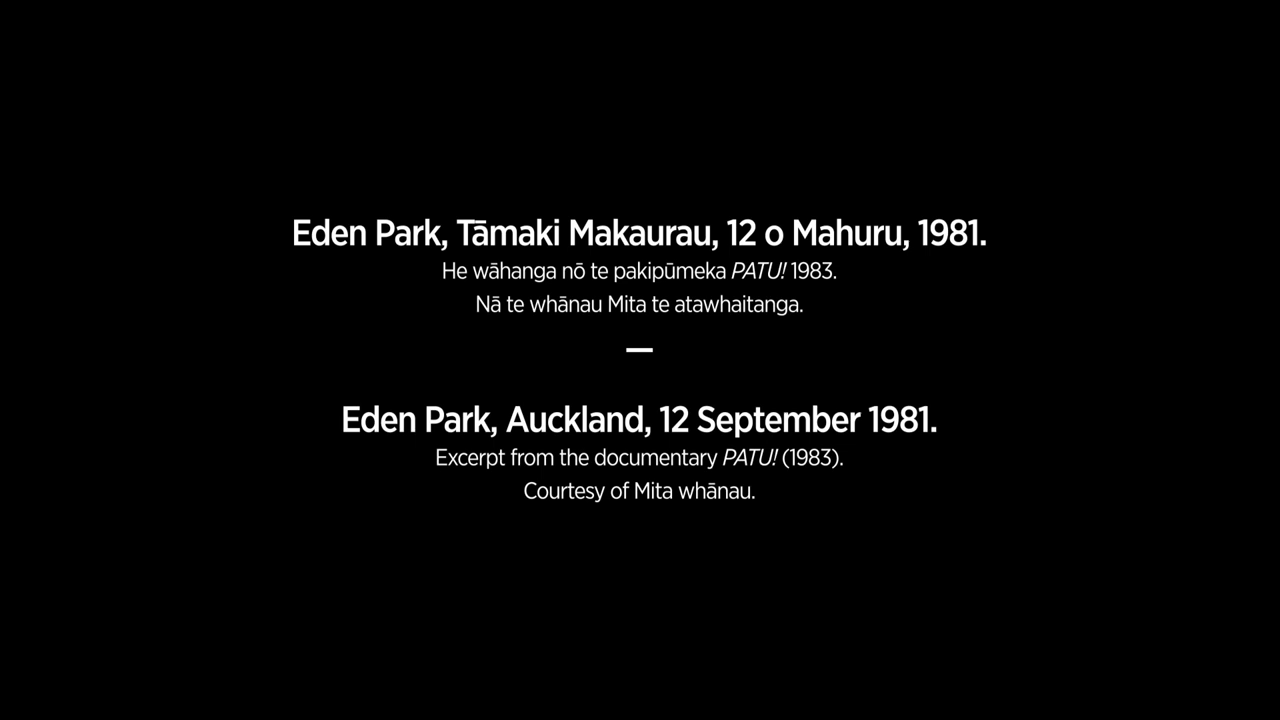 Eden Park, Tāmaki Makaurau, 12 o Mahuru, 1981.
He wāhanga nō te pakipūmeka PATU! 1983.
Nā te whānau Mita te atawhaitanga.
—
Eden Park, Auckland, 12 September 1981.
Excerpt from the documentary PATU! (1983).
Courtesy of Mita whānau.